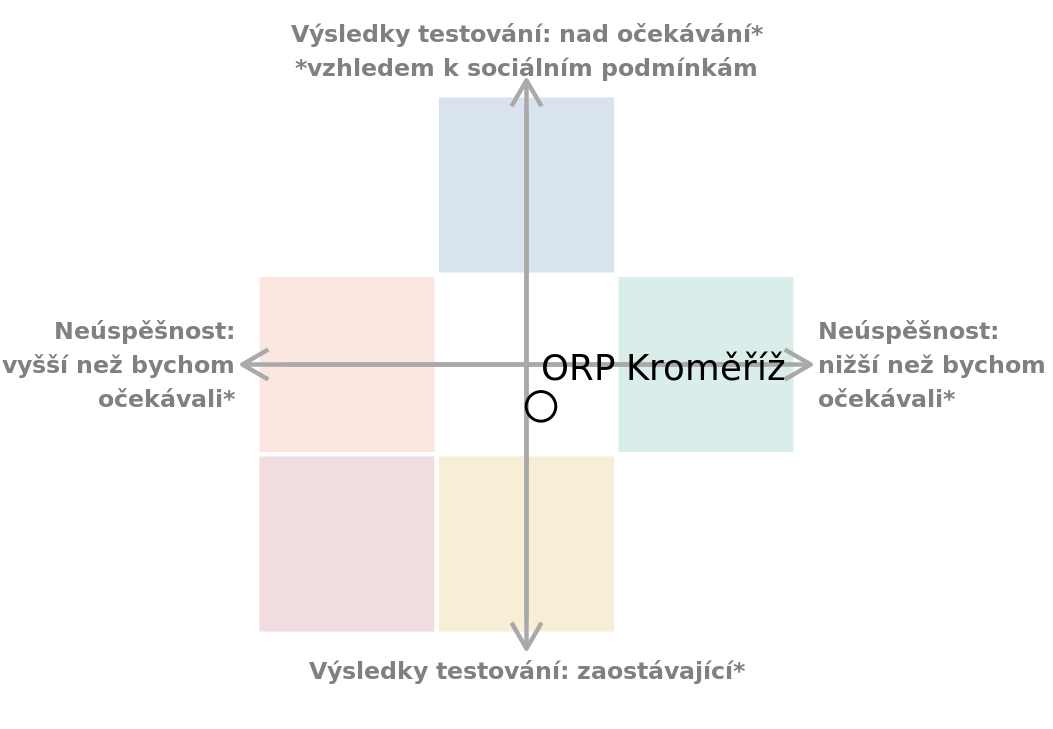 Výsledky testování: nad očekávání*
*vzhledem k sociálním podmínkám
Neúspěšnost:
vyšší než bychom
očekávali*
ORP Kroměříž
Neúspěšnost:
nižší než bychom
očekávali*
Výsledky testování: zaostávající*